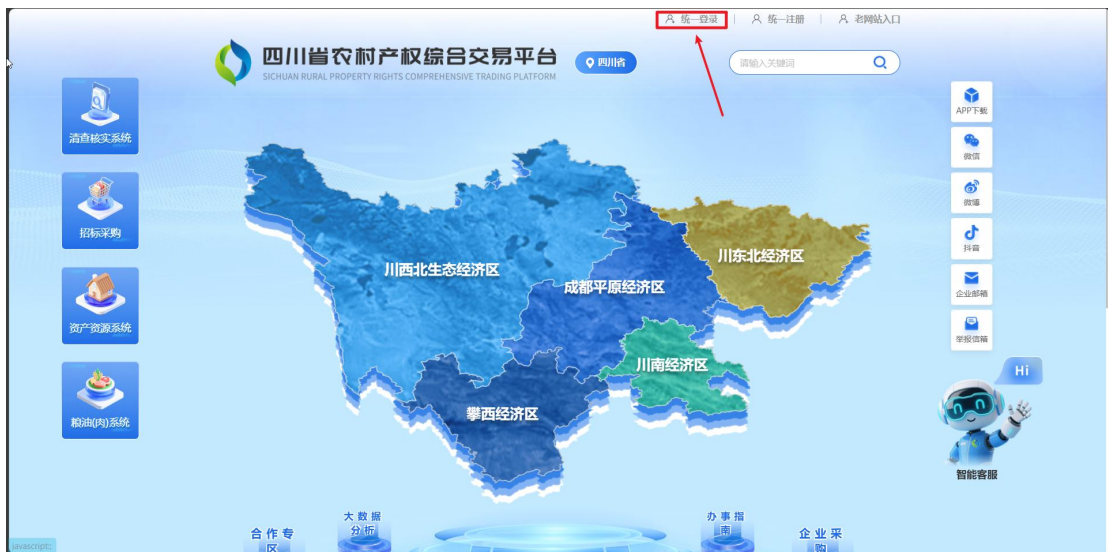 统一登录
统一注册
老网站入口
四川省农村产权综合交易平台
SICHUAN RURAL PROPERTY RIGHTS COMPREHENSIVE TRADING PLATFORM
四川省
请输入关键词
清查核实系统
招标采购
资产资源系统
粮油(肉)系统
川西北生态经济区
成都平原经济区
川东北经济区
川南经济区
攀西经济区
APP下载
微信
微博
抖音
企业邮箱
举报信箱
Hi
智能客服
合作专
区
大数据
分析
办事指
南
企业采
购
javascript:;